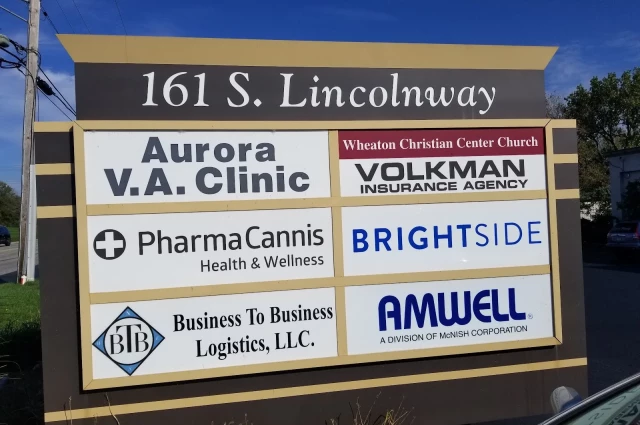 161 S. Lincolnway
Aurora
V.A. Clinic
Wheaton Christian Center Church
VOLKMAN
INSURANCE AGENCY
PharmaCannis
Health & Wellness
BRIGHTSIDE
BTB
Business To Business
Logistics, LLC.
AMWELL®
A DIVISION OF McNISH CORPORATION